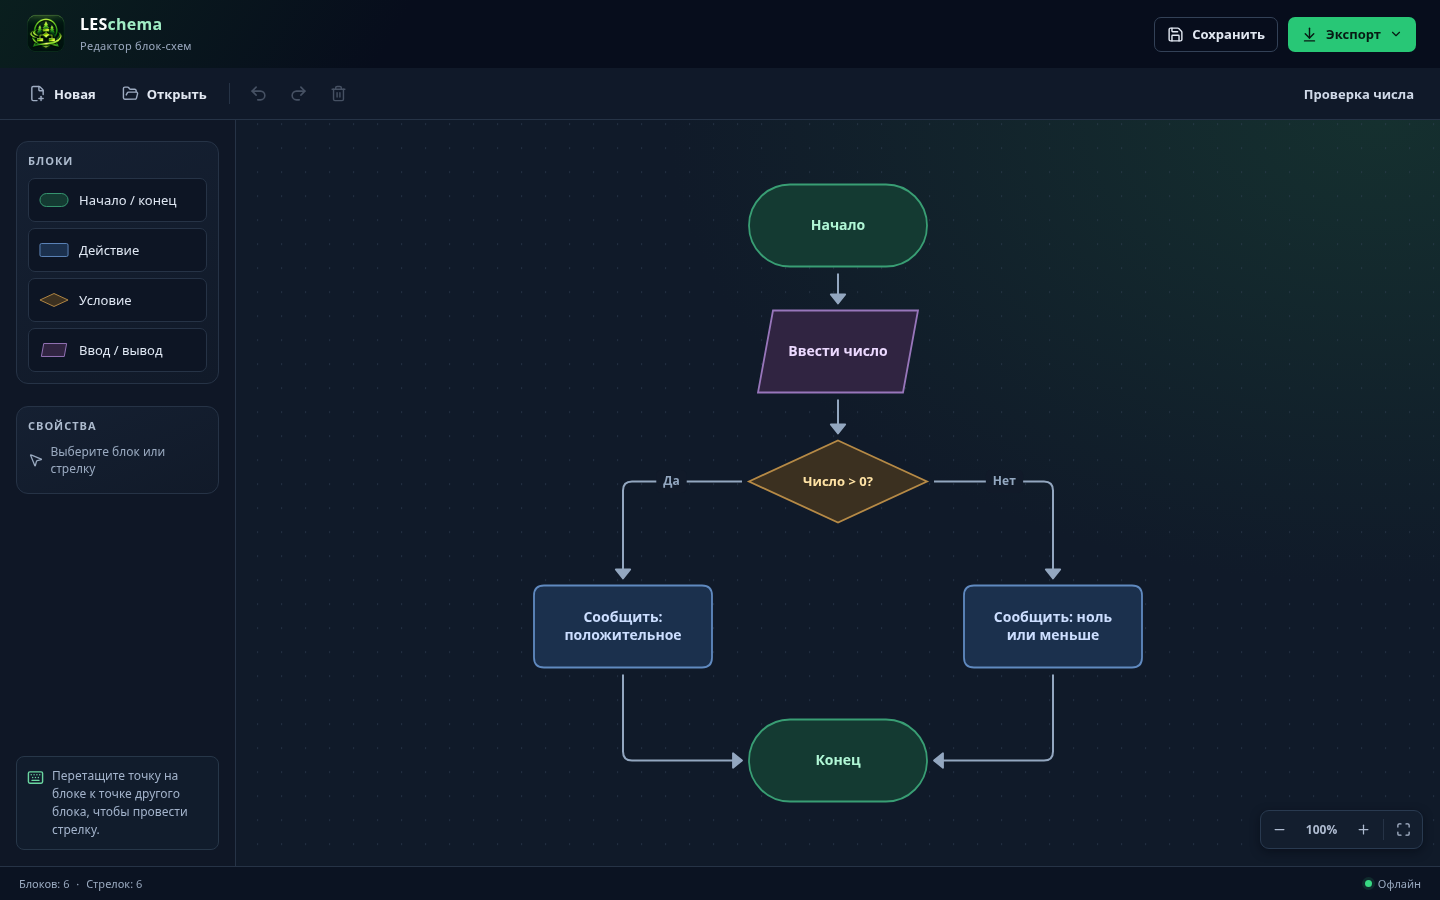 LESchema
Редактор блок-схем
Сохранить
Экспорт
Новая
Открыть
Проверка числа
БЛОКИ
Начало / конец
Действие
Условие
Ввод / вывод
СВОЙСТВА
Выберите блок или
стрелку
Перетащите точку на
блоке к точке другого
блока, чтобы провести
стрелку.
Начало
Ввести число
Число > 0?
Да
Нет
Сообщить:
положительное
Сообщить: ноль
или меньше
Конец
100%
Блоков: 6 · Стрелок: 6
Офлайн